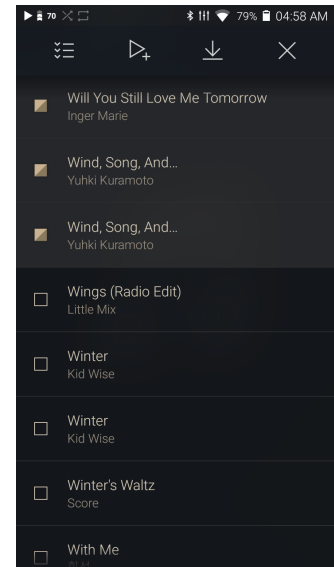 70 79% 04:58 AM
Will You Still Love Me Tomorrow
Inger Marie
Wind, Song, And...
Yuhki Kuramoto
Wind, Song, And...
Yuhki Kuramoto
Wings (Radio Edit)
Little Mix
Winter
Kid Wise
Winter
Kid Wise
Winter's Waltz
Score
With Me